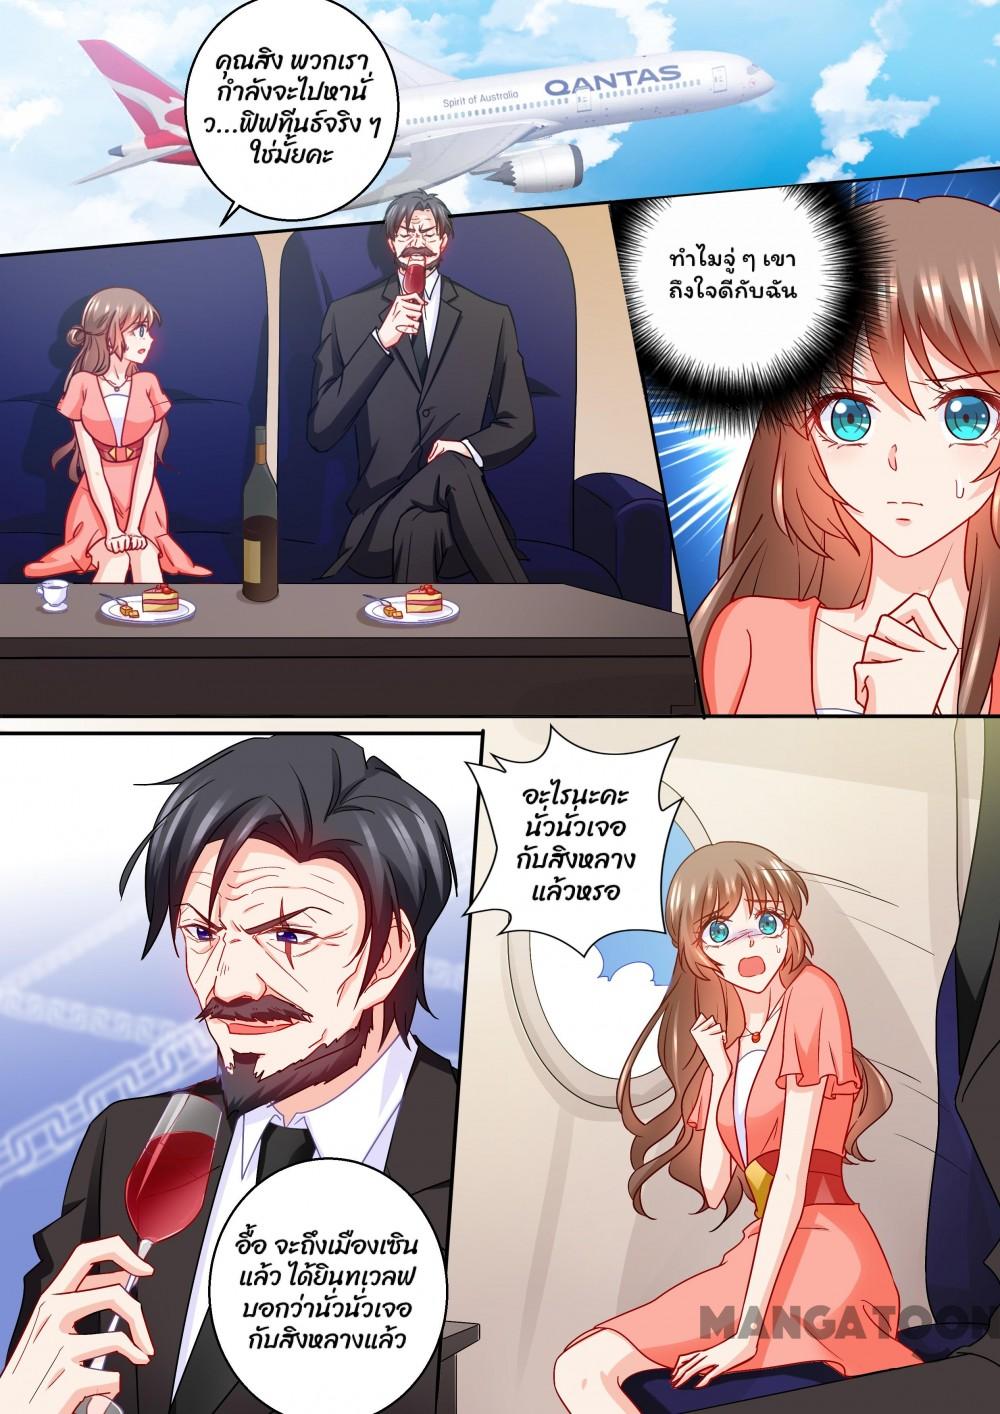 คุณสิง พวกเรา
กำลังจะไปหานั่
ว...ฟิฟทีนธ์จริง ๆ
ใช่มั้ยคะ
Spirit of Australia
QANTAS
ทำไมจู่ ๆ เขา
ถึงใจดีกับฉัน
อะไรนะคะ
นั่วนั่วเจอ
กับสิงหลาง
แล้วหรอ
อื้อ จะถึงเมืองเซิน
แล้ว ได้ยินทเวลฟ
บอกว่านั่วนั่วเจอ
กับสิงหลางแล้ว
MANGATOON